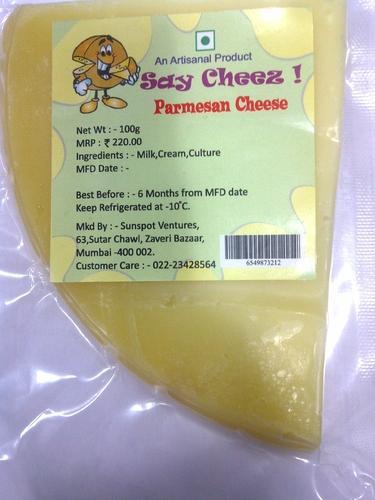 An Artisanal Product
Say Cheez !
Parmesan Cheese
Net Wt : - 100g
MRP : ₹ 220.00
Ingredients : - Milk,Cream,Culture
MFD Date : -
Best Before : - 6 Months from MFD date
Keep Refrigerated at -10°C.
Mkd By : - Sunspot Ventures,
63,Sutar Chawl, Zaveri Bazaar,
Mumbai -400 002.
Customer Care : - 022-23428564
6549873212